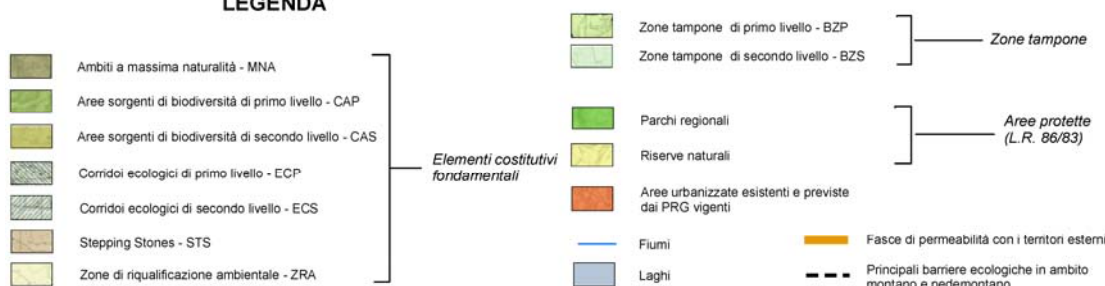 LEGENDA
Ambiti a massima naturalità - MNA
Aree sorgenti di biodiversità di primo livello - CAP
Aree sorgenti di biodiversità di secondo livello - CAS
Corridoi ecologici di primo livello - ECP
Corridoi ecologici di secondo livello - ECS
Stepping Stones - STS
Zone di riqualificazione ambientale - ZRA
Elementi costitutivi
fondamentali
Zone tampone di primo livello - BZP
Zone tampone di secondo livello - BZS
Zone tampone
Parchi regionali
Riserve naturali
Aree protette
(L.R. 86/83)
Aree urbanizzate esistenti e previste
dai PRG vigenti
Fiumi
Laghi
Fasce di permeabilità con i territori esterni
Principali barriere ecologiche in ambito
montano e pedemontano